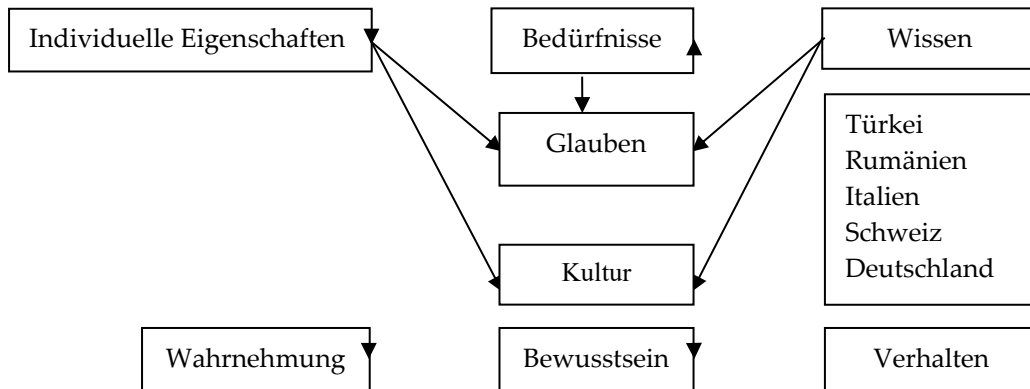 Individuelle Eigenschaften
Bedürfnisse
Wissen
Glauben
Türkei
Rumänien
Italien
Schweiz
Deutschland
Kultur
Wahrnehmung
Bewusstsein
Verhalten